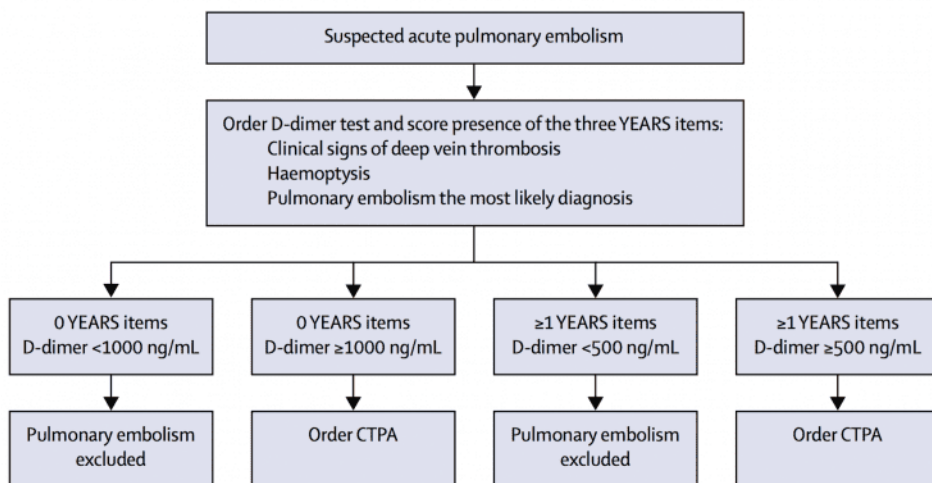 Suspected acute pulmonary embolism
Order D-dimer test and score presence of the three YEARS items:
Clinical signs of deep vein thrombosis
Haemoptysis
Pulmonary embolism the most likely diagnosis
0 YEARS items
D-dimer <1000 ng/mL
0 YEARS items
D-dimer ≥1000 ng/mL
≥1 YEARS items
D-dimer <500 ng/mL
≥1 YEARS items
D-dimer ≥500 ng/mL
Pulmonary embolism
excluded
Order CTPA
Pulmonary embolism
excluded
Order CTPA